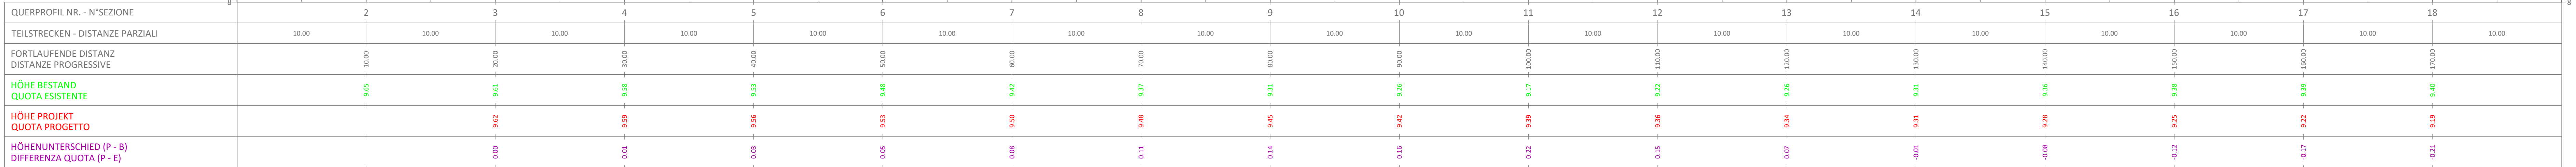 8
8
QUERPROFIL NR. - N°SEZIONE 2 3 4 5 6 7 8 9 10 11 12 13 14 15 16 17 18
TEILSTRECKEN - DISTANZE PARZIALI 10.00 10.00 10.00 10.00 10.00 10.00 10.00 10.00 10.00 10.00 10.00 10.00 10.00 10.00 10.00 10.00 10.00 10.00
FORTLAUFENDE DISTANZ
DISTANZE PROGRESSIVE
10.00 20.00 30.00 40.00 50.00 60.00 70.00 80.00 90.00 100.00 110.00 120.00 130.00 140.00 150.00 160.00 170.00
HÖHE BESTAND
QUOTA ESISTENTE
9.65 9.61 9.58 9.53 9.48 9.42 9.37 9.31 9.26 9.17 9.22 9.26 9.31 9.36 9.38 9.39 9.40
HÖHE PROJEKT
QUOTA PROGETTO
9.62 9.59 9.56 9.53 9.50 9.48 9.45 9.42 9.39 9.36 9.34 9.31 9.28 9.25 9.22 9.19
HÖHENUNTERSCHIED (P - B)
DIFFERENZA QUOTA (P - E)
0.00 0.01 0.03 0.05 0.08 0.11 0.14 0.16 0.22 0.15 0.07 -0.01 -0.08 -0.12 -0.17 -0.21